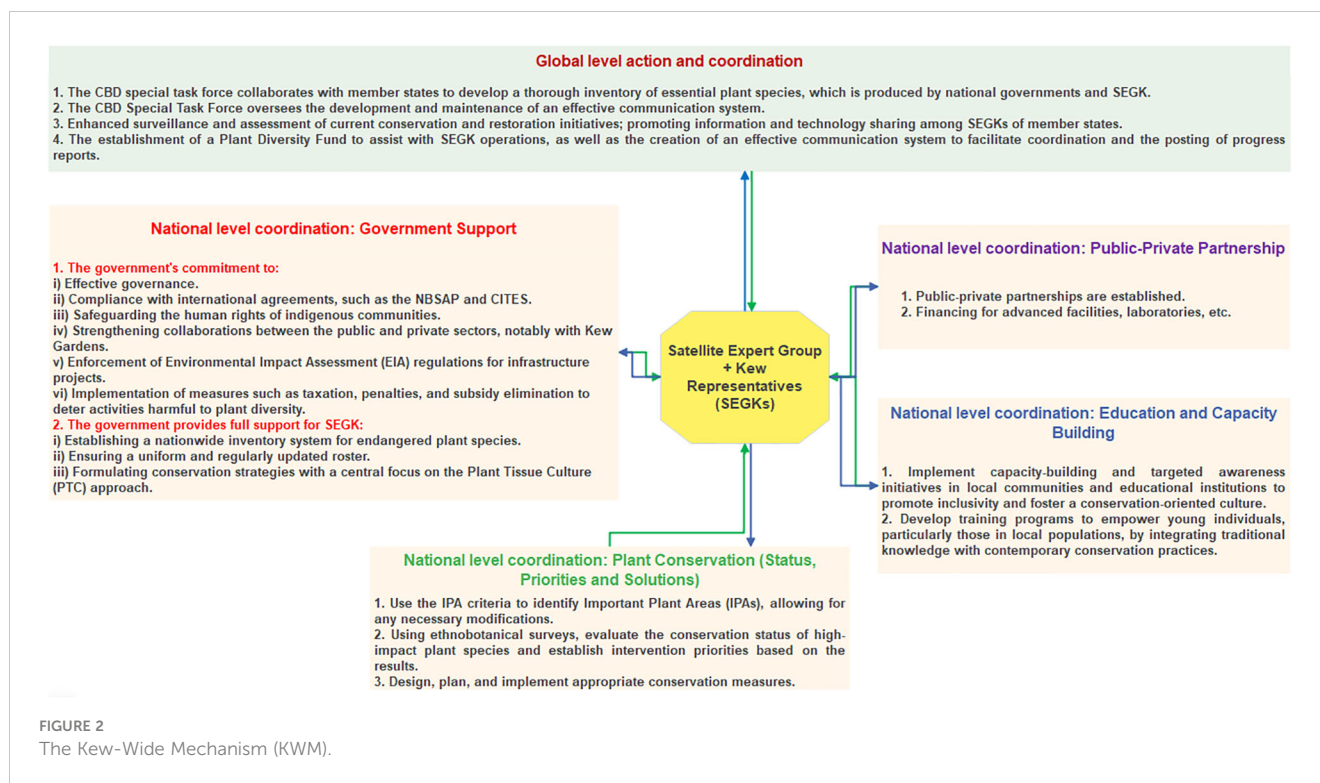 Global level action and coordination
1. The CBD special task force collaborates with member states to develop a thorough inventory of essential plant species, which is produced by national governments and SEGK.
2. The CBD Special Task Force oversees the development and maintenance of an effective communication system.
3. Enhanced surveillance and assessment of current conservation and restoration initiatives; promoting information and technology sharing among SEGKs of member states.
4. The establishment of a Plant Diversity Fund to assist with SEGK operations, as well as the creation of an effective communication system to facilitate coordination and the posting of progress
reports.
National level coordination: Government Support
1. The government's commitment to:
i) Effective governance.
ii) Compliance with international agreements, such as the NBSAP and CITES.
iii) Safeguarding the human rights of indigenous communities.
iv) Strengthening collaborations between the public and private sectors, notably with Kew
Gardens.
v) Enforcement of Environmental Impact Assessment (EIA) regulations for infrastructure
projects.
vi) Implementation of measures such as taxation, penalties, and subsidy elimination to
deter activities harmful to plant diversity.
2. The government provides full support for SEGK:
i) Establishing a nationwide inventory system for endangered plant species.
ii) Ensuring a uniform and regularly updated roster.
iii) Formulating conservation strategies with a central focus on the Plant Tissue Culture
(PTC) approach.
Satellite Expert Group
+ Kew
Representatives
(SEGKs)
National level coordination: Public-Private Partnership
1. Public-private partnerships are established.
2. Financing for advanced facilities, laboratories, etc.
National level coordination: Education and Capacity
Building
1. Implement capacity-building and targeted awareness
initiatives in local communities and educational institutions to
promote inclusivity and foster a conservation-oriented culture.
2. Develop training programs to empower young individuals,
particularly those in local populations, by integrating traditional
knowledge with contemporary conservation practices.
National level coordination: Plant Conservation (Status,
Priorities and Solutions)
1. Use the IPA criteria to identify Important Plant Areas (IPAs), allowing for
any necessary modifications.
2. Using ethnobotanical surveys, evaluate the conservation status of high-
impact plant species and establish intervention priorities based on the
results.
3. Design, plan, and implement appropriate conservation measures.
FIGURE 2
The Kew-Wide Mechanism (KWM).